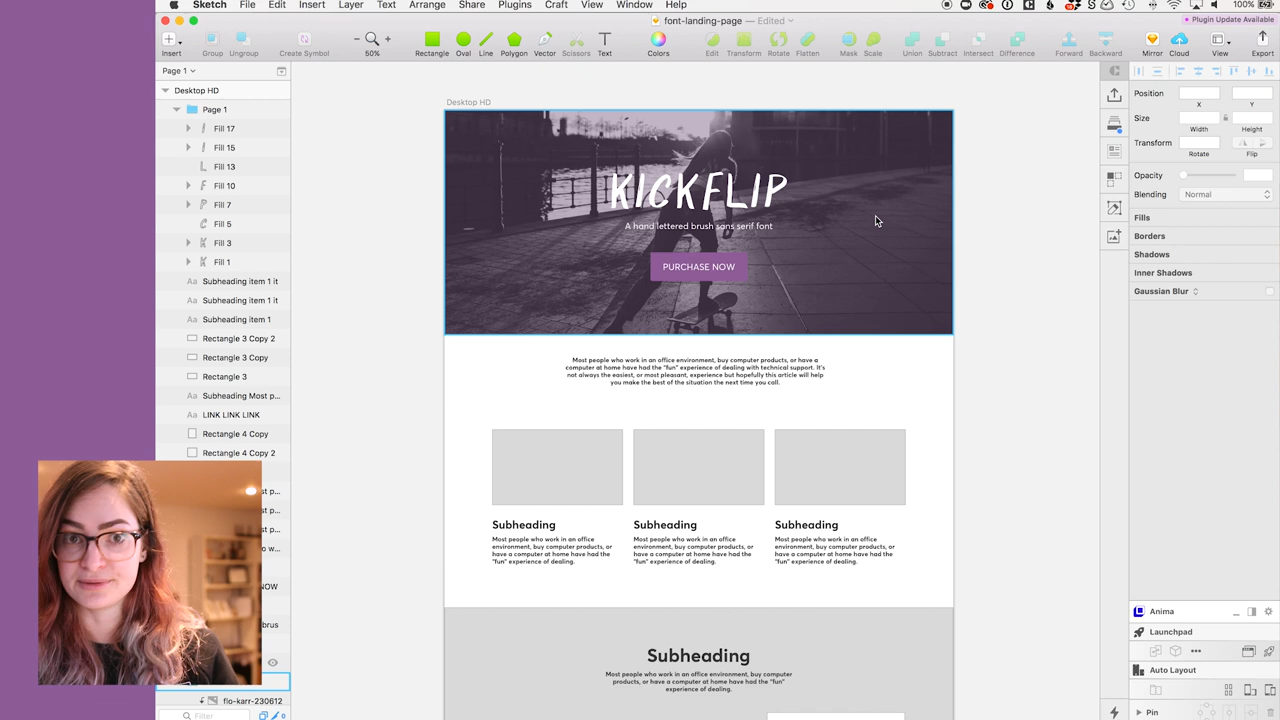 Sketch File Edit Insert Layer Text Arrange Share Plugins Craft View Window Help 100%
font-landing-page — Edited
Plugin Update Available
Insert Group Ungroup Create Symbol 50% Rectangle Oval Line Polygon Vector Scissors Text Colors Edit Transform Rotate Flatten Mask Scale Union Subtract Intersect Difference Forward Backward Mirror Cloud View Export
Page 1
Desktop HD
Page 1
Fill 17
Fill 15
Fill 13
Fill 10
Fill 7
Fill 5
Fill 3
Fill 1
Aa Subheading item 1 it
Aa Subheading item 1 it
Aa Subheading item 1
Rectangle 3 Copy 2
Rectangle 3 Copy
Rectangle 3
Aa Subheading Most p...
Aa LINK LINK LINK
Rectangle 4 Copy
Rectangle 4 Copy 2
st p...
st p...
st p...
o w...
NOW
brus
flo-karr-230612
Filter
0
Desktop HD
KICKFLIP
A hand lettered brush sans serif font
PURCHASE NOW
Most people who work in an office environment, buy computer products, or have a
computer at home have had the "fun" experience of dealing with technical support. It's
not always the easiest, or most pleasant, experience but hopefully this article will help
you make the best of the situation the next time you call.
Subheading
Most people who work in an office
environment, buy computer products, or
have a computer at home have had the
"fun" experience of dealing.
Subheading
Most people who work in an office
environment, buy computer products, or
have a computer at home have had the
"fun" experience of dealing.
Subheading
Most people who work in an office
environment, buy computer products, or
have a computer at home have had the
"fun" experience of dealing.
Subheading
Most people who work in an office environment, buy computer
products, or have a computer at home have had the "fun"
experience of dealing.
Position
X Y
Size
Width Height
Transform
Rotate Flip
Opacity
Blending Normal
Fills
Borders
Shadows
Inner Shadows
Gaussian Blur
Anima
Launchpad
Auto Layout
Pin